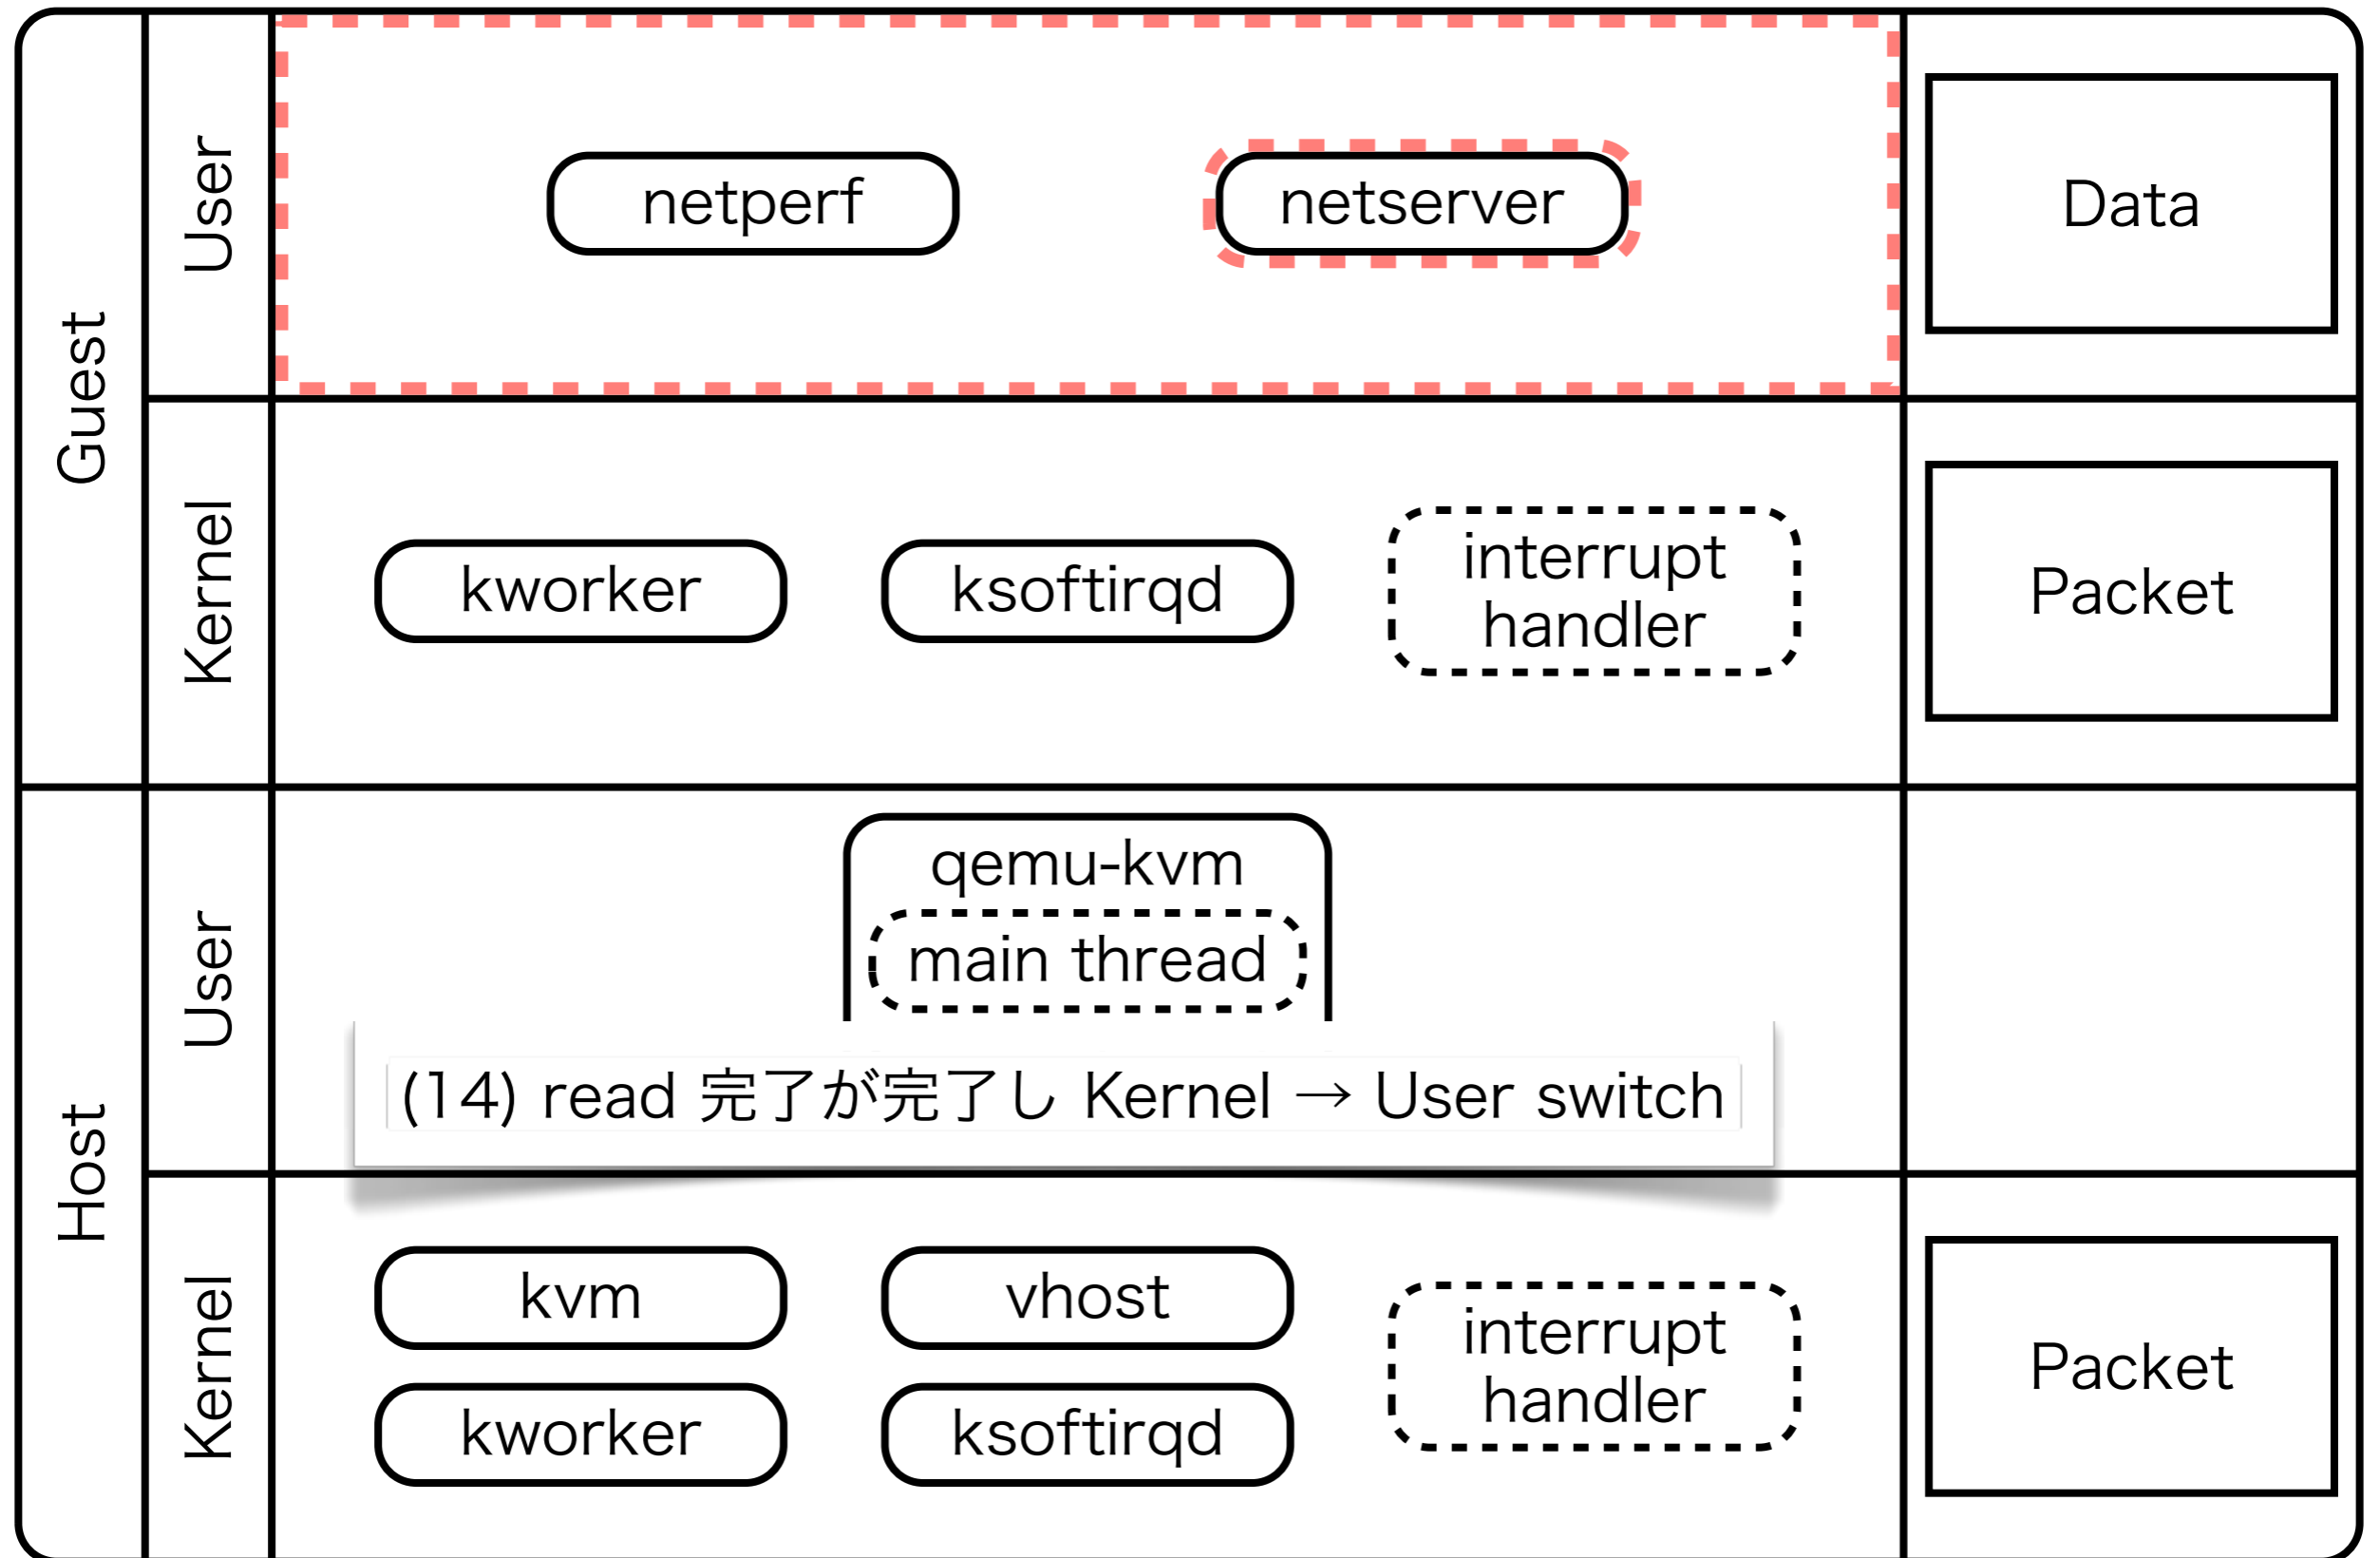 Guest
User
netperf
netserver
Data
Kernel
kworker
ksoftirqd
interrupt
handler
Packet
Host
User
qemu-kvm
main thread
(14) read 完了が完了し Kernel → User switch
Kernel
kvm
vhost
kworker
ksoftirqd
interrupt
handler
Packet